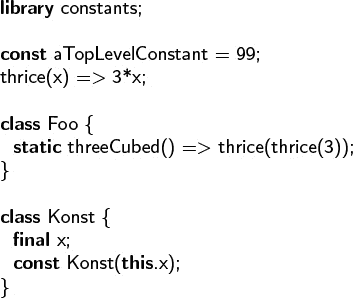 library constants;

const aTopLevelConstant = 99;
thrice(x) => 3*x;

class Foo {
  static threeCubed() => thrice(thrice(3));
}

class Konst {
  final x;
  const Konst(this.x);
}